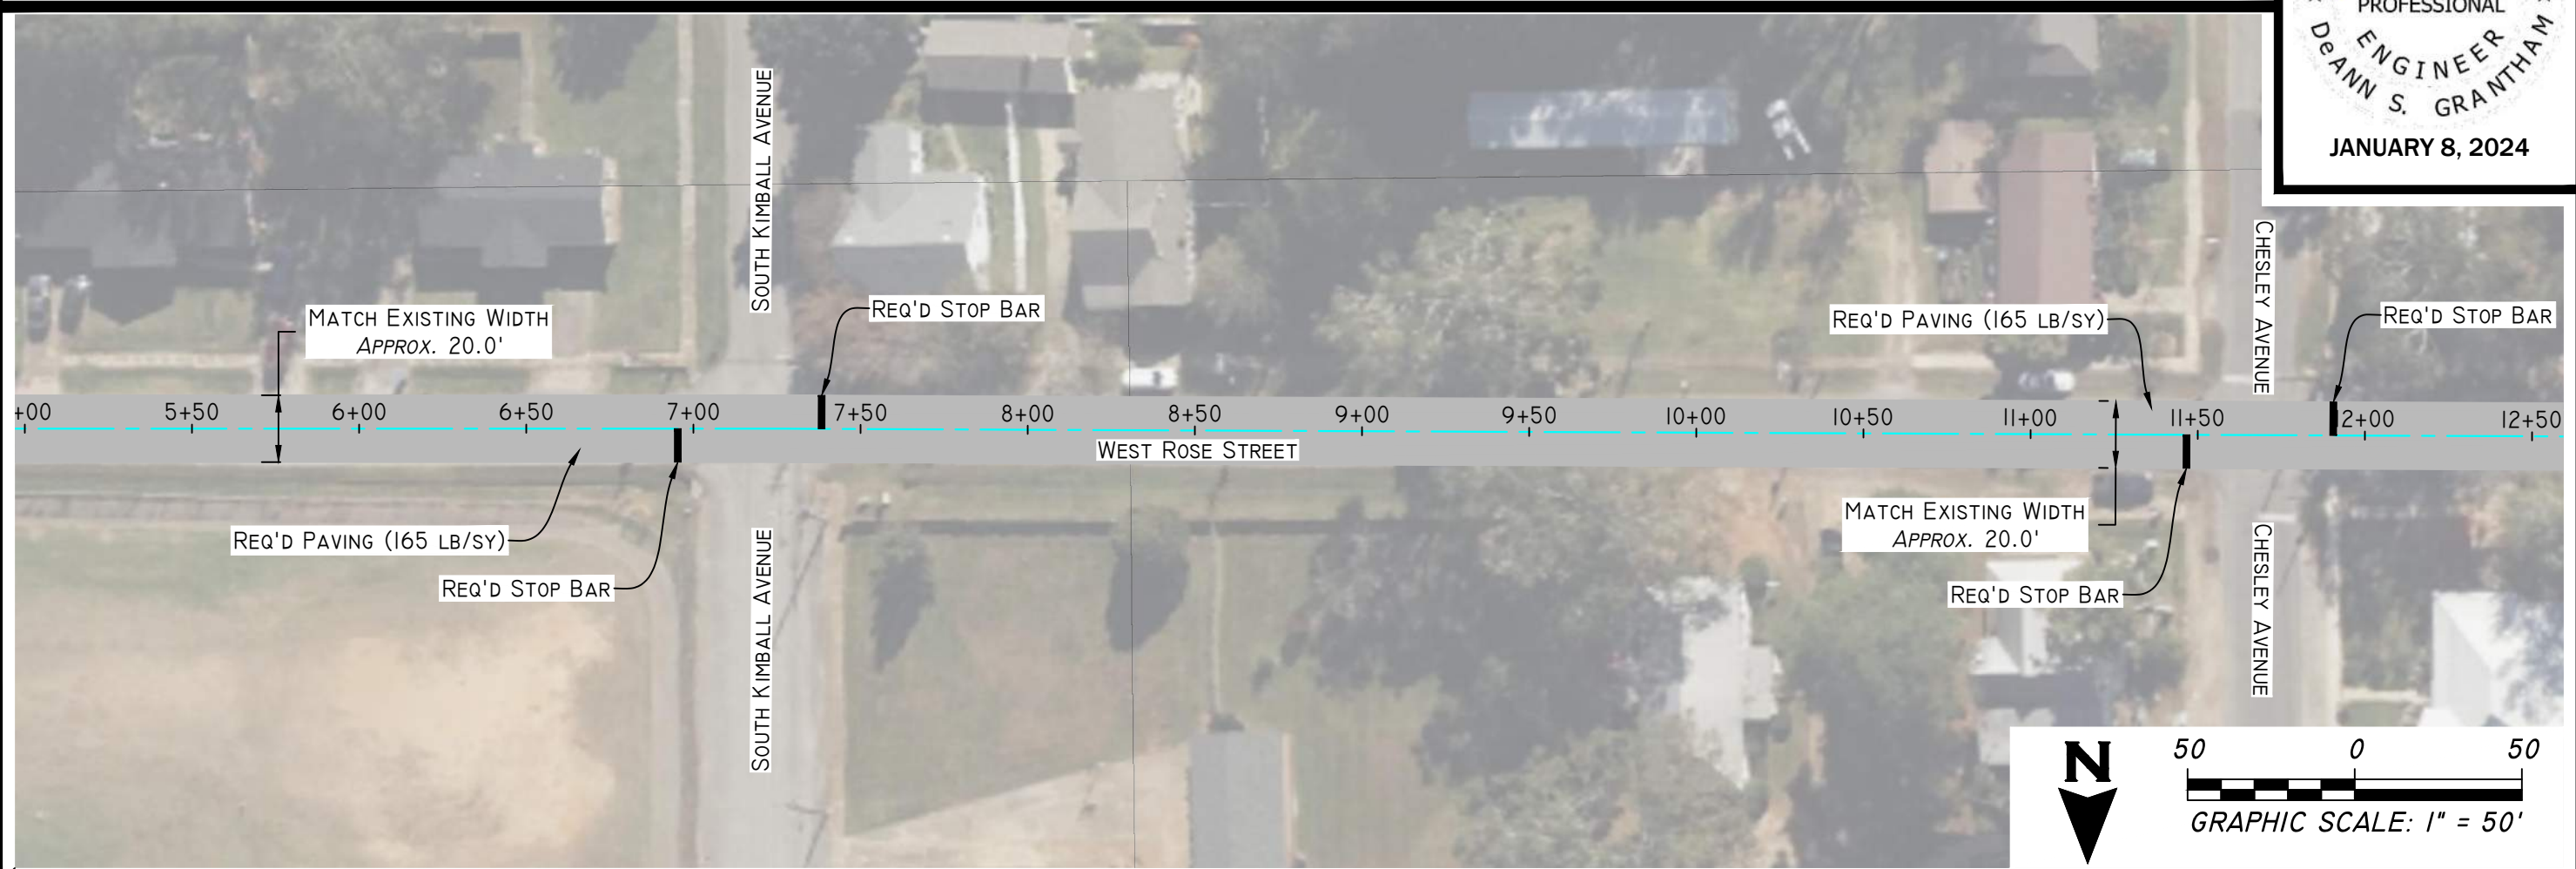 PROFESSIONAL
ENGINEER
DeANN S. GRANTHAM
JANUARY 8, 2024
SOUTH KIMBALL AVENUE
CHESLEY AVENUE
MATCH EXISTING WIDTH
APPROX. 20.0'
REQ'D STOP BAR
REQ'D PAVING (165 LB/SY)
REQ'D STOP BAR
+00 5+50 6+00 6+50 7+00 7+50 8+00 8+50 9+00 9+50 10+00 10+50 11+00 11+50 12+00 12+50
WEST ROSE STREET
REQ'D PAVING (165 LB/SY)
REQ'D STOP BAR
SOUTH KIMBALL AVENUE
MATCH EXISTING WIDTH
APPROX. 20.0'
REQ'D STOP BAR
CHESLEY AVENUE
N
50 0 50
GRAPHIC SCALE: 1" = 50'